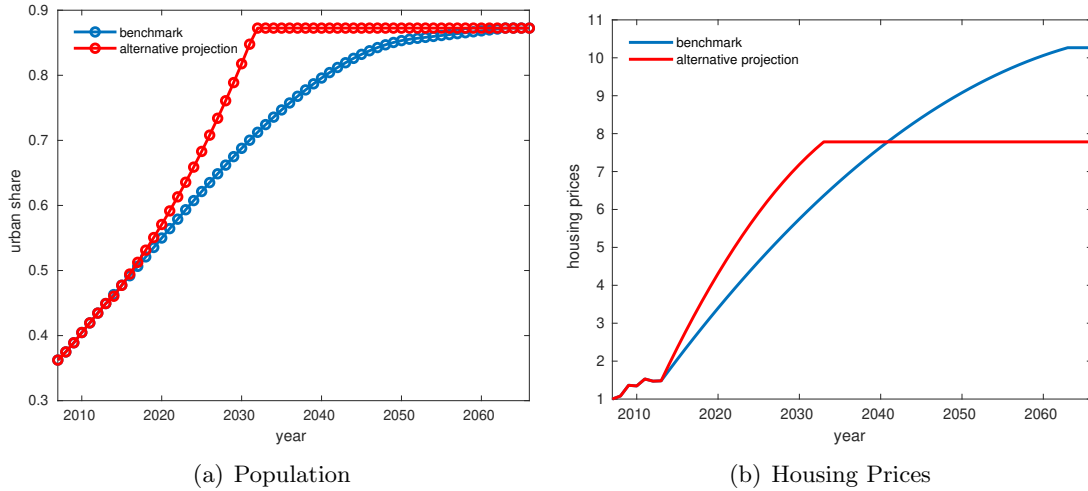 0.9
0.8
0.7
0.6
0.5
0.4
0.3
urban share
benchmark
alternative projection
2010 2020 2030 2040 2050 2060
year
(a) Population
11
10
9
8
7
6
5
4
3
2
1
housing prices
benchmark
alternative projection
2010 2020 2030 2040 2050 2060
year
(b) Housing Prices